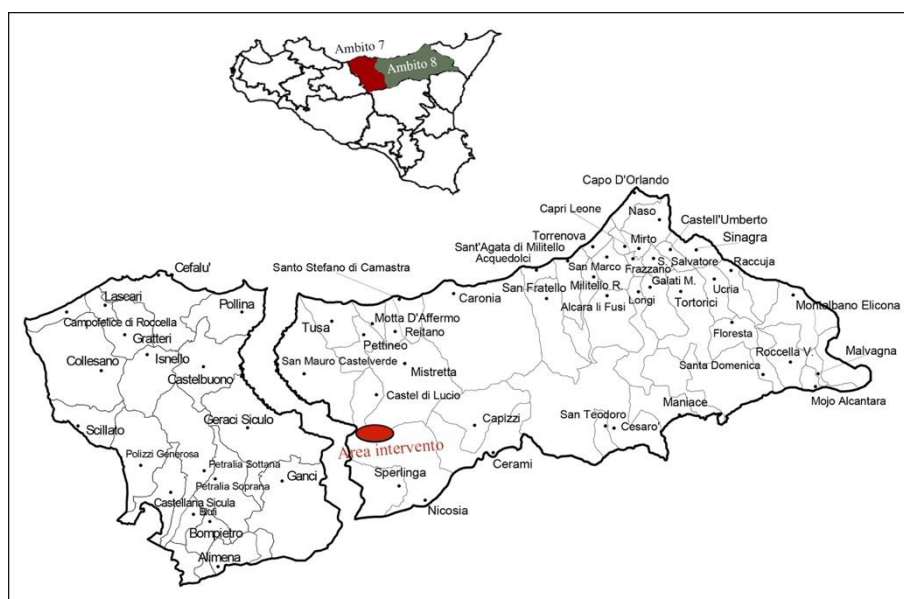 Ambito 7
Ambito 8
Capo D'Orlando
Capri Leone
Naso
Castell'Umberto
Torrenova
Mirto
Sinagra
Sant'Agata di Militello
Acquedolci
San Marco
Frazzanò
S. Salvatore
Raccuja
Santo Stefano di Camastra
Cefalu'
Caronia
San Fratello
Militello R.
Galati M.
Ucria
Alcara li Fusi
Longi
Tortorici
Montalbano Elicona
Lascari
Pollina
Campofelice di Roccella
Gratteri
Tusa
Motta D'Affermo
Reitano
Pettineo
Floresta
Collesano
Isnello
Castelbuono
San Mauro Castelverde
Mistretta
Santa Domenica
Roccella V.
Malvagna
Castel di Lucio
Maniace
Mojo Alcantara
Scillato
Geraci Siculo
Capizzi
San Teodoro
Cesaro'
Area intervento
Polizzi Generosa
Petralia Sottana
Petralia Soprana
Ganci
Sperlinga
Cerami
Castellana Sicula
Blufi
Nicosia
Bompietro
Alimena